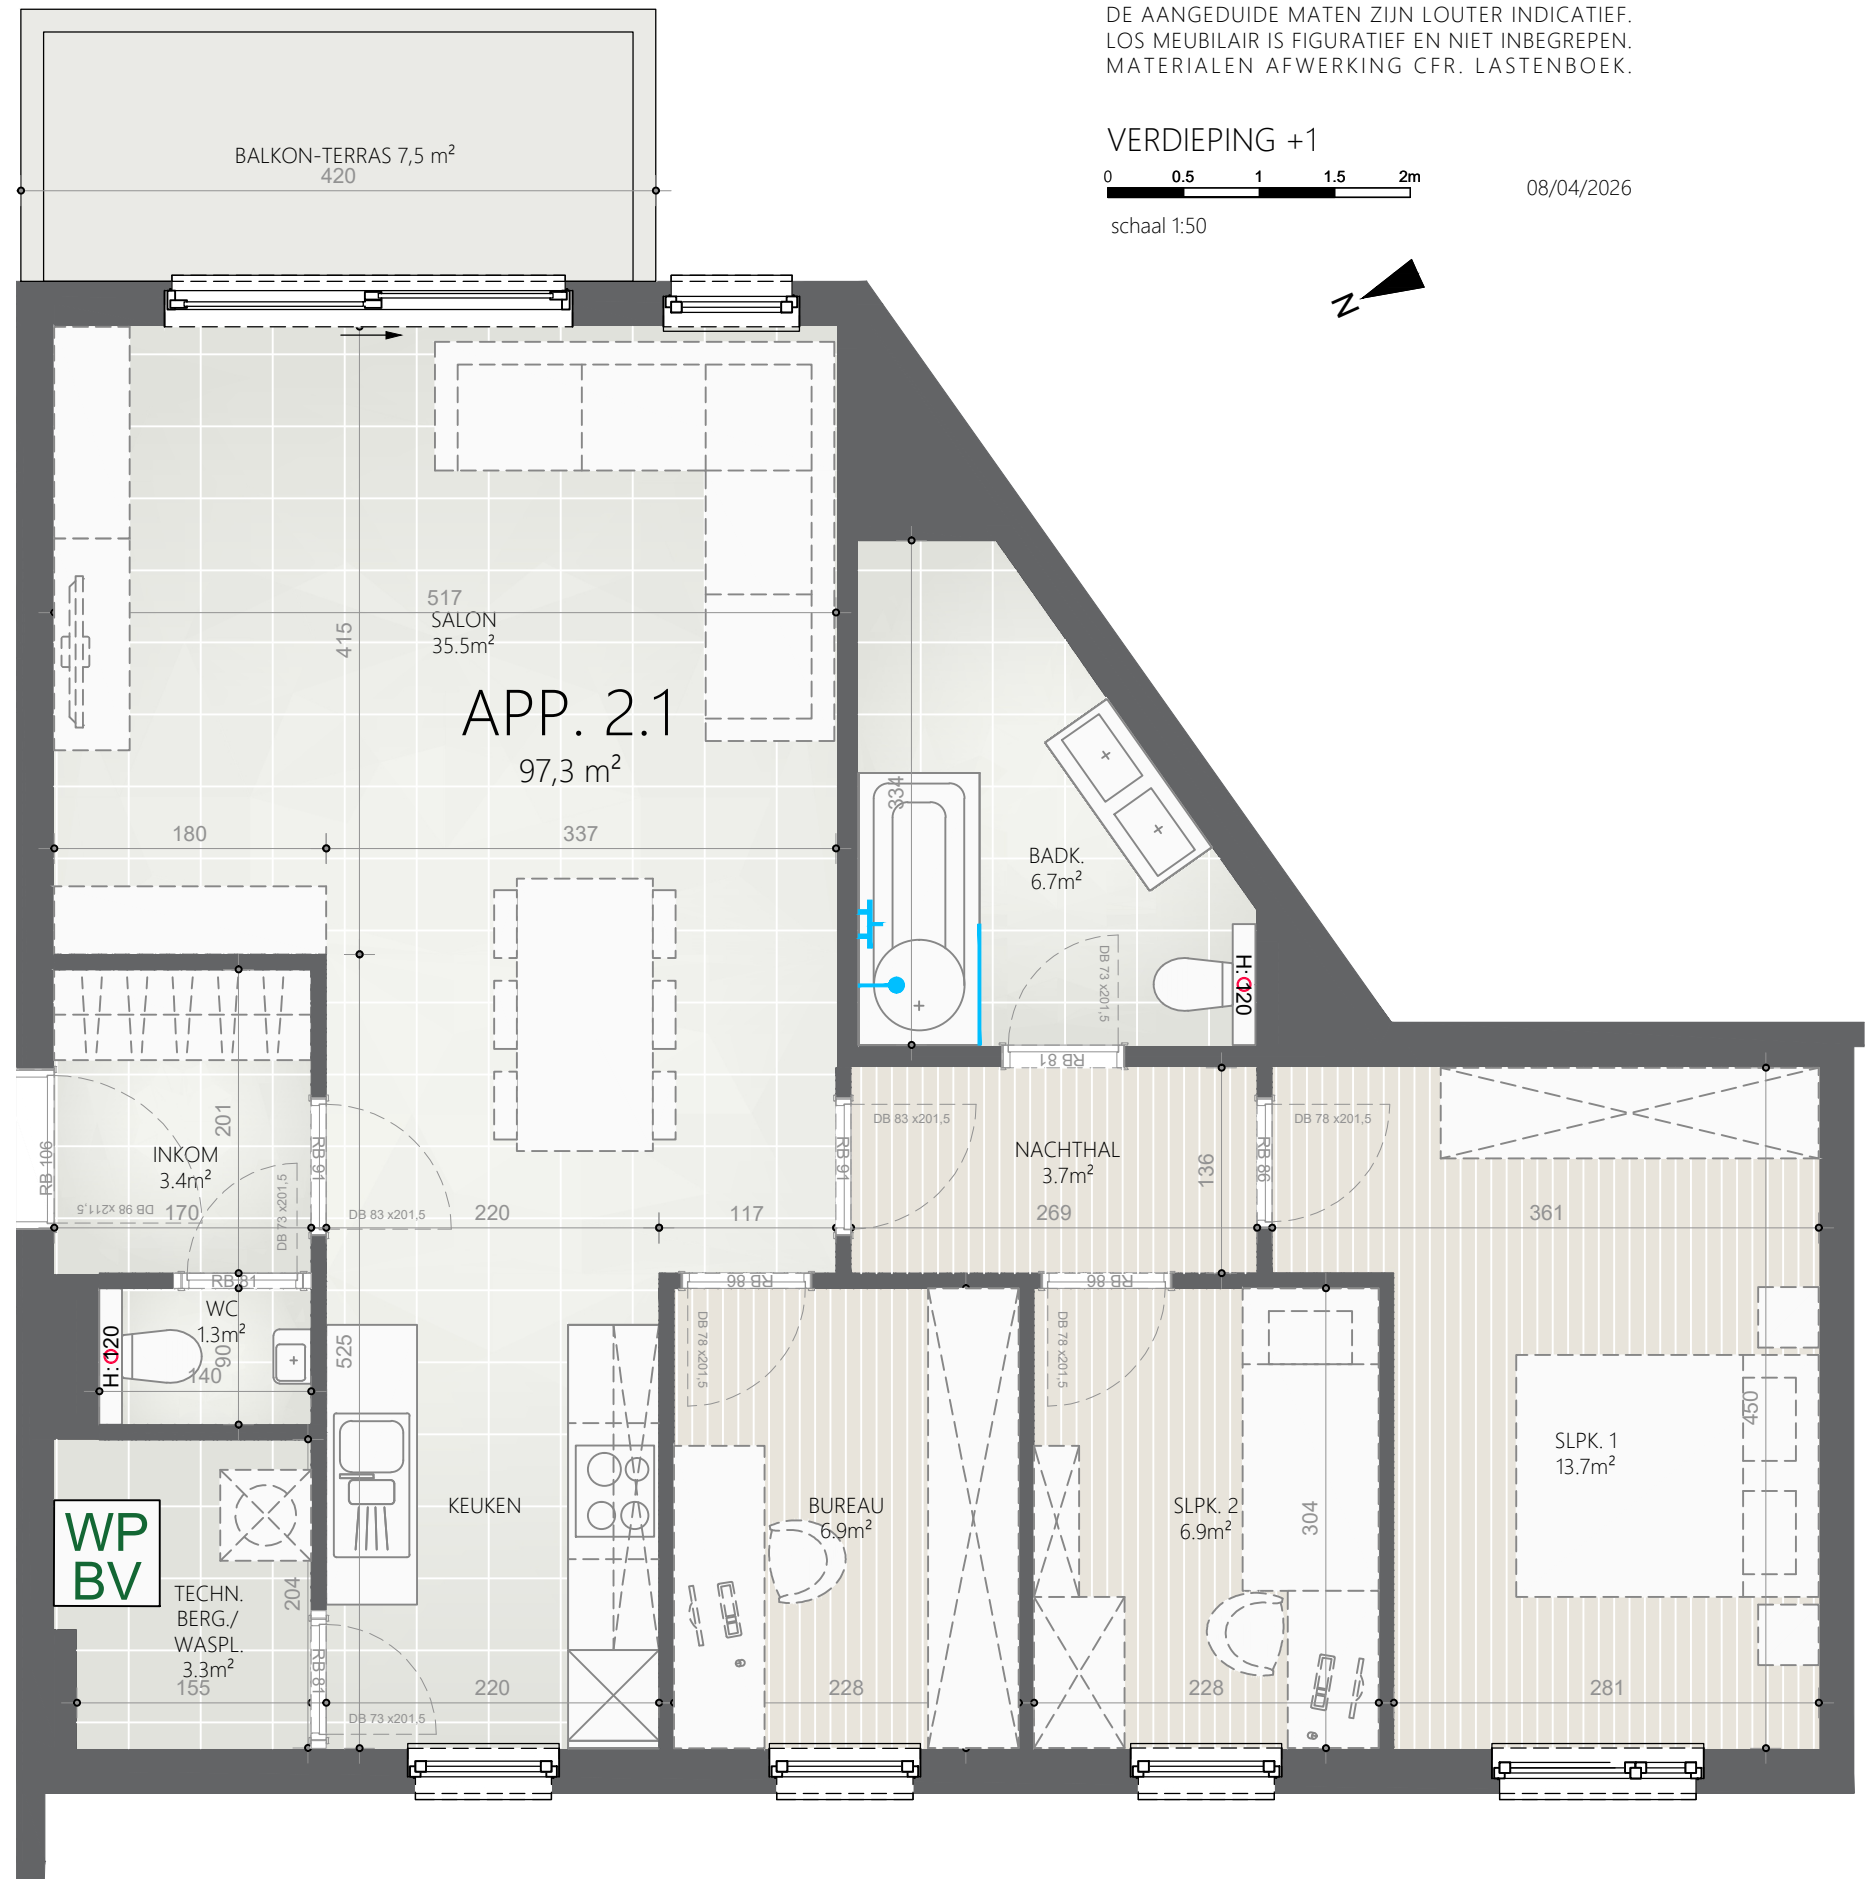 DE AANGEDUIDE MATEN ZIJN LOUTER INDICATIEF.
LOS MEUBILAIR IS FIGURATIEF EN NIET INBEGREPEN.
MATERIALEN AFWERKING CFR. LASTENBOEK.
VERDIEPING +1
0 0.5 1 1.5 2m
schaal 1:50
08/04/2026
N
BALKON-TERRAS 7,5 m²
420
517
SALON
35.5m²
415
APP. 2.1
97,3 m²
180
337
334
BADK.
6.7m²
DB 73 x201,5
H: 120
RB 81
201
INKOM
3.4m²
RB 106
DB 98 x211,5
170
DB 73 x201,5
RB 91
DB 83 x201,5
220
117
RB 91
DB 83 x201,5
NACHTHAL
3.7m²
136
269
RB 86
DB 78 x201,5
361
RB 81
WC
1.3m²
90
140
H: 120
525
RB 86
DB 78 x201,5
RB 86
DB 78 x201,5
450
SLPK. 1
13.7m²
KEUKEN
BUREAU
6.9m²
SLPK. 2
6.9m²
304
WP
BV
TECHN.
BERG./
WASPL.
3.3m²
204
155
RB 81
DB 73 x201,5
220
228
228
281